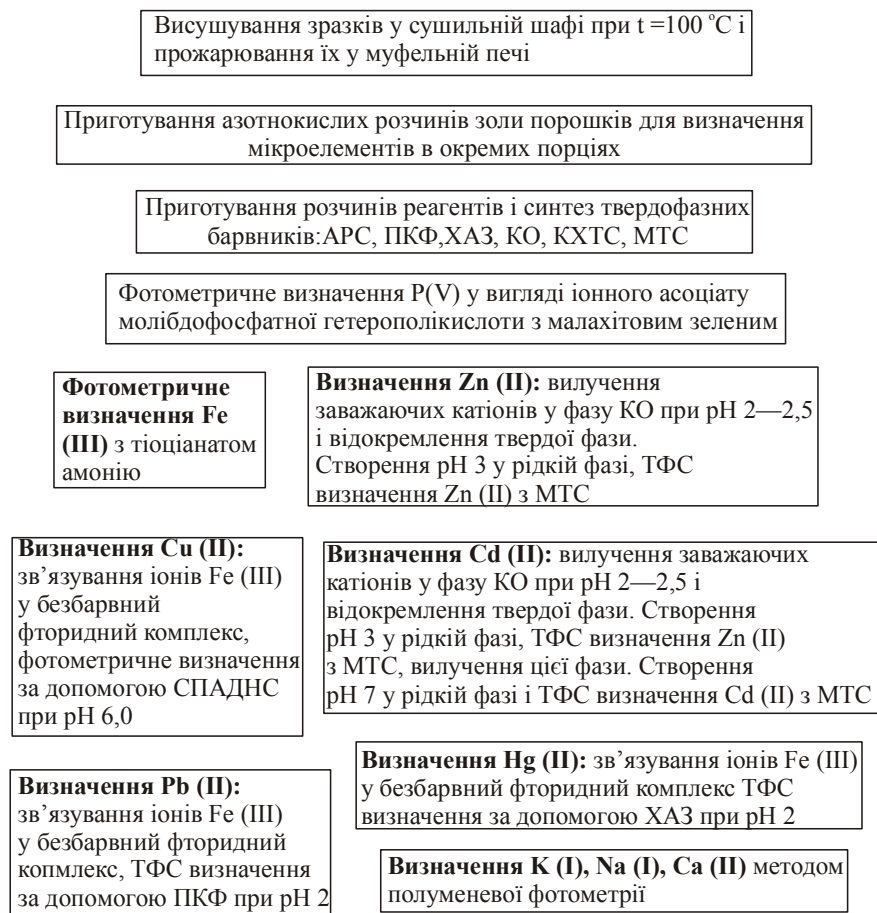 Висушування зразків у сушильній шафі при t =100 °C і
прожарювання їх у муфельній печі
Приготування азотнокислих розчинів золи порошків для визначення
мікроелементів в окремих порціях
Приготування розчинів реагентів і синтез твердофазних
барвників:АРС, ПКФ,ХАЗ, КО, КХТС, МТС
Фотометричне визначення P(V) у вигляді іонного асоціату
молібдофосфатної гетерополікислоти з малахітовим зеленим
Фотометричне
визначення Fe
(III) з тіоціанатом
амонію
Визначення Zn (II): вилучення
заважаючих катіонів у фазу КО при pH 2—2,5
і відокремлення твердої фази.
Створення pH 3 у рідкій фазі, ТФС
визначення Zn (II) з МТС
Визначення Cu (II):
зв’язування іонів Fe (III)
у безбарвний
фторидний комплекс,
фотометричне визначення
за допомогою СПАДНС
при pH 6,0
Визначення Cd (II): вилучення заважаючих
катіонів у фазу КО при pH 2—2,5 і
відокремлення твердої фази. Створення
pH 3 у рідкій фазі, ТФС визначення Zn (II)
з МТС, вилучення цієї фази. Створення
pH 7 у рідкій фазі і ТФС визначення Cd (II) з МТС
Визначення Pb (II):
зв’язування іонів Fe (III)
у безбарвний фторидний
копмлекс, ТФС визначення
за допомогою ПКФ при pH 2
Визначення Hg (II): зв’язування іонів Fe (III)
у безбарвний фторидний комплекс ТФС
визначення за допомогою ХАЗ при pH 2
Визначення K (I), Na (I), Ca (II) методом
полуменевої фотометрії